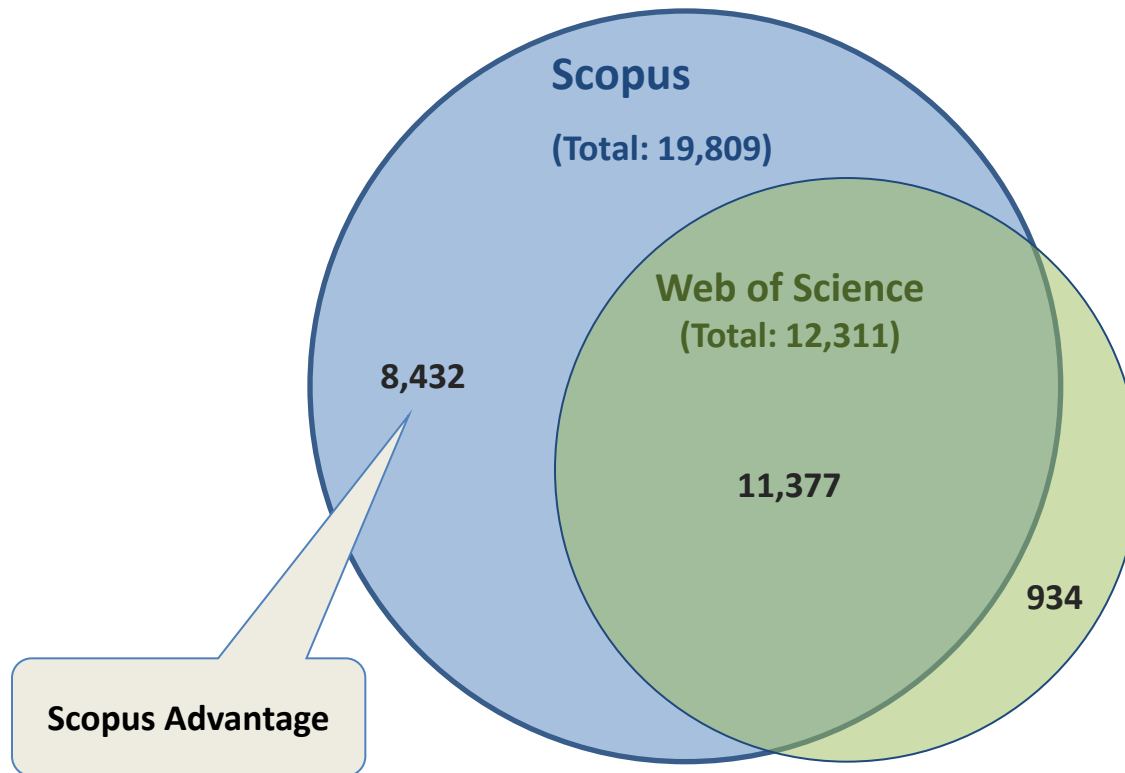 Scopus
(Total: 19,809)
Web of Science
(Total: 12,311)
8,432
11,377
934
Scopus Advantage